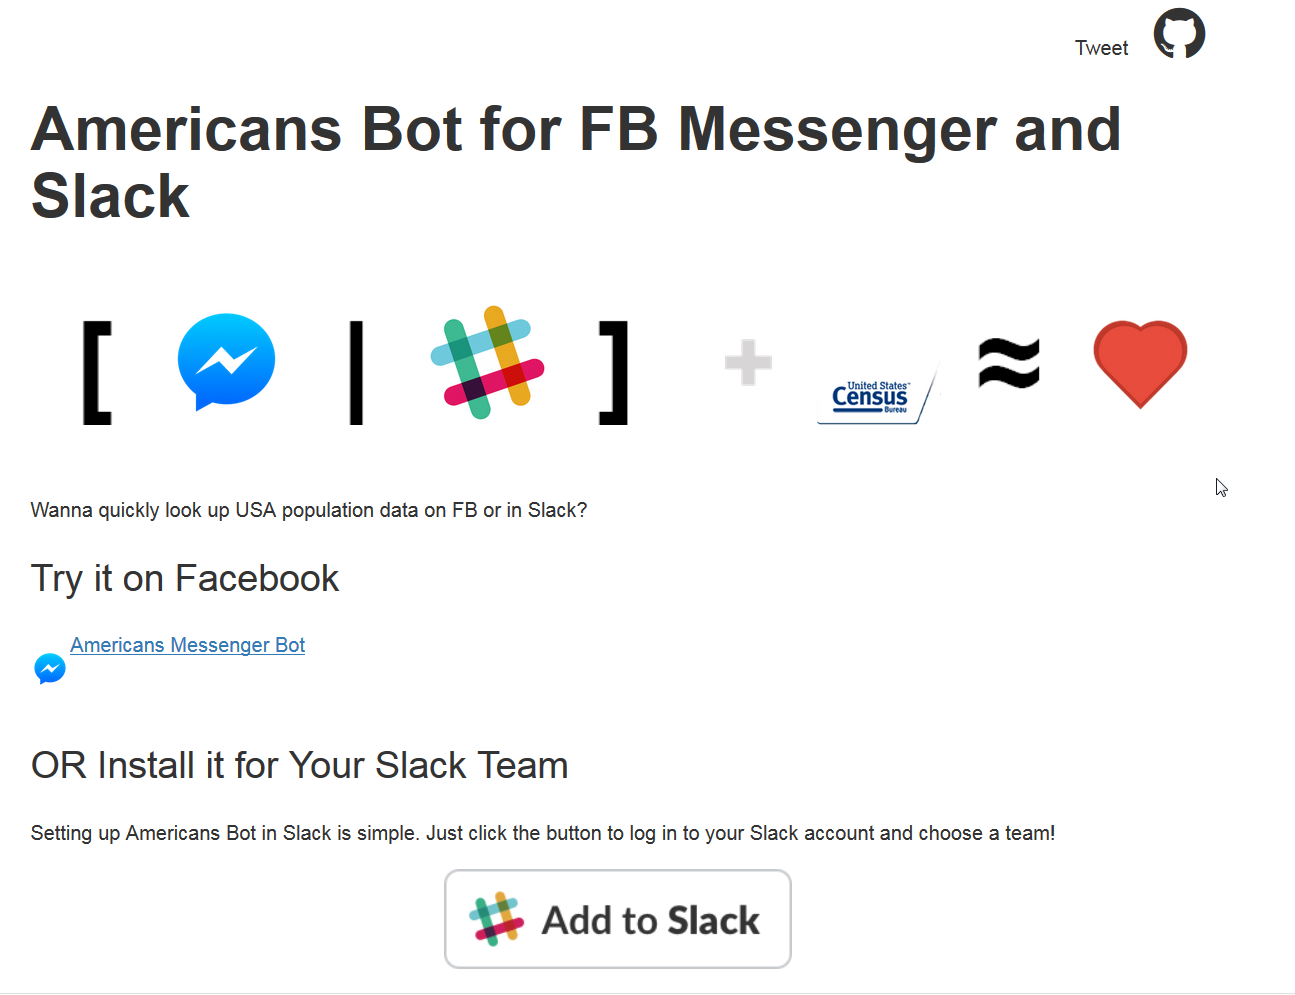 Tweet
Americans Bot for FB Messenger and
Slack
[ | ] + ≈
United States™
Census
Bureau
Wanna quickly look up USA population data on FB or in Slack?
Try it on Facebook
Americans Messenger Bot
OR Install it for Your Slack Team
Setting up Americans Bot in Slack is simple. Just click the button to log in to your Slack account and choose a team!
Add to Slack